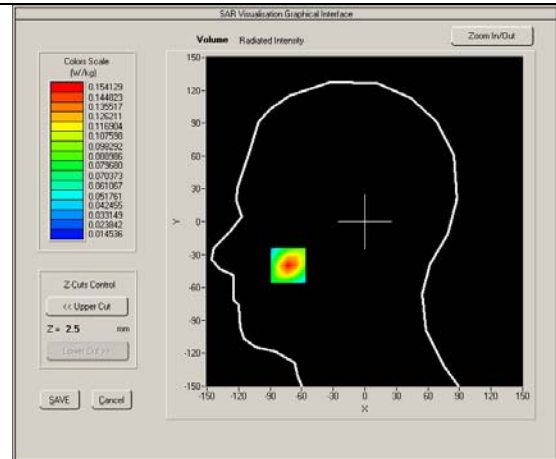 SAR Visualisation Graphical Interface
Volume Radiated Intensity
Zoom In/Out
Colors Scale
(W/kg)
0.154129
0.144823
0.135517
0.126211
0.116904
0.107598
0.098292
0.088986
0.079680
0.070373
0.061067
0.051761
0.042455
0.033149
0.023842
0.014536
Z-Cuts Control
<< Upper Cut
Z = 2.5 mm
Lower Cut >>
SAVE Cancel
150
120
90
60
30
Y 0
-30
-60
-90
-120
-150
-150 -120 -90 -60 -30 0 30 60 90 120 150
X